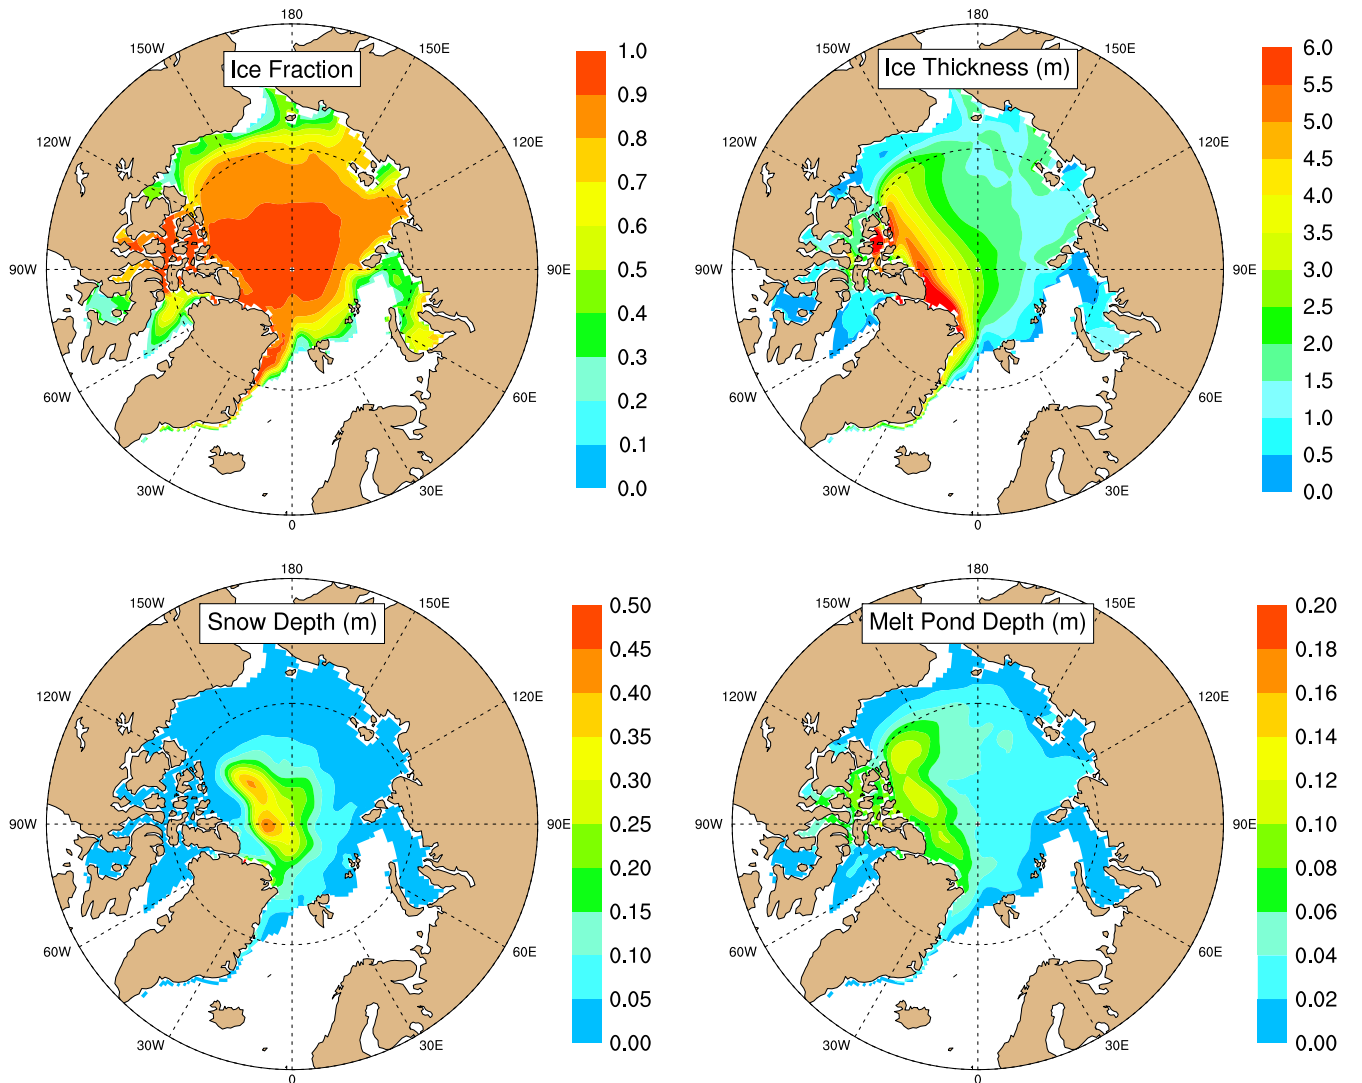 180
150W
150E
Ice Fraction
120W
120E
90W
90E
60W
60E
30W
30E
0
1.0
0.9
0.8
0.7
0.6
0.5
0.4
0.3
0.2
0.1
0.0
180
150W
150E
Ice Thickness (m)
120W
120E
90W
90E
60W
60E
30W
30E
0
6.0
5.5
5.0
4.5
4.0
3.5
3.0
2.5
2.0
1.5
1.0
0.5
0.0
180
150W
150E
Snow Depth (m)
120W
120E
90W
90E
60W
60E
30W
30E
0
0.50
0.45
0.40
0.35
0.30
0.25
0.20
0.15
0.10
0.05
0.00
180
150W
150E
Melt Pond Depth (m)
120W
120E
90W
90E
60W
60E
30W
30E
0
0.20
0.18
0.16
0.14
0.12
0.10
0.08
0.06
0.04
0.02
0.00